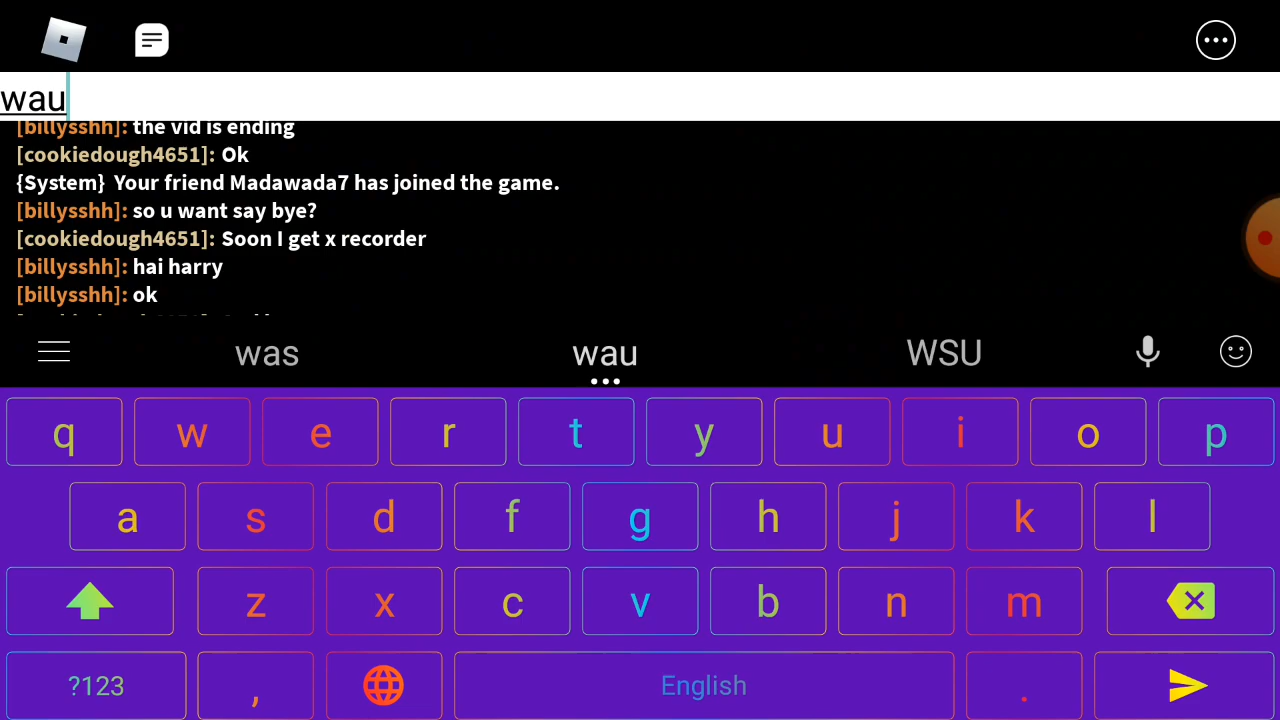 wau
[billysshh]: the vid is ending
[cookiedough4651]: Ok
{System} Your friend Madawada7 has joined the game.
[billysshh]: so u want say bye?
[cookiedough4651]: Soon I get x recorder
[billysshh]: hai harry
[billysshh]: ok
was wau WSU
q w e r t y u i o p
a s d f g h j k l
z x c v b n m
?123 , English .